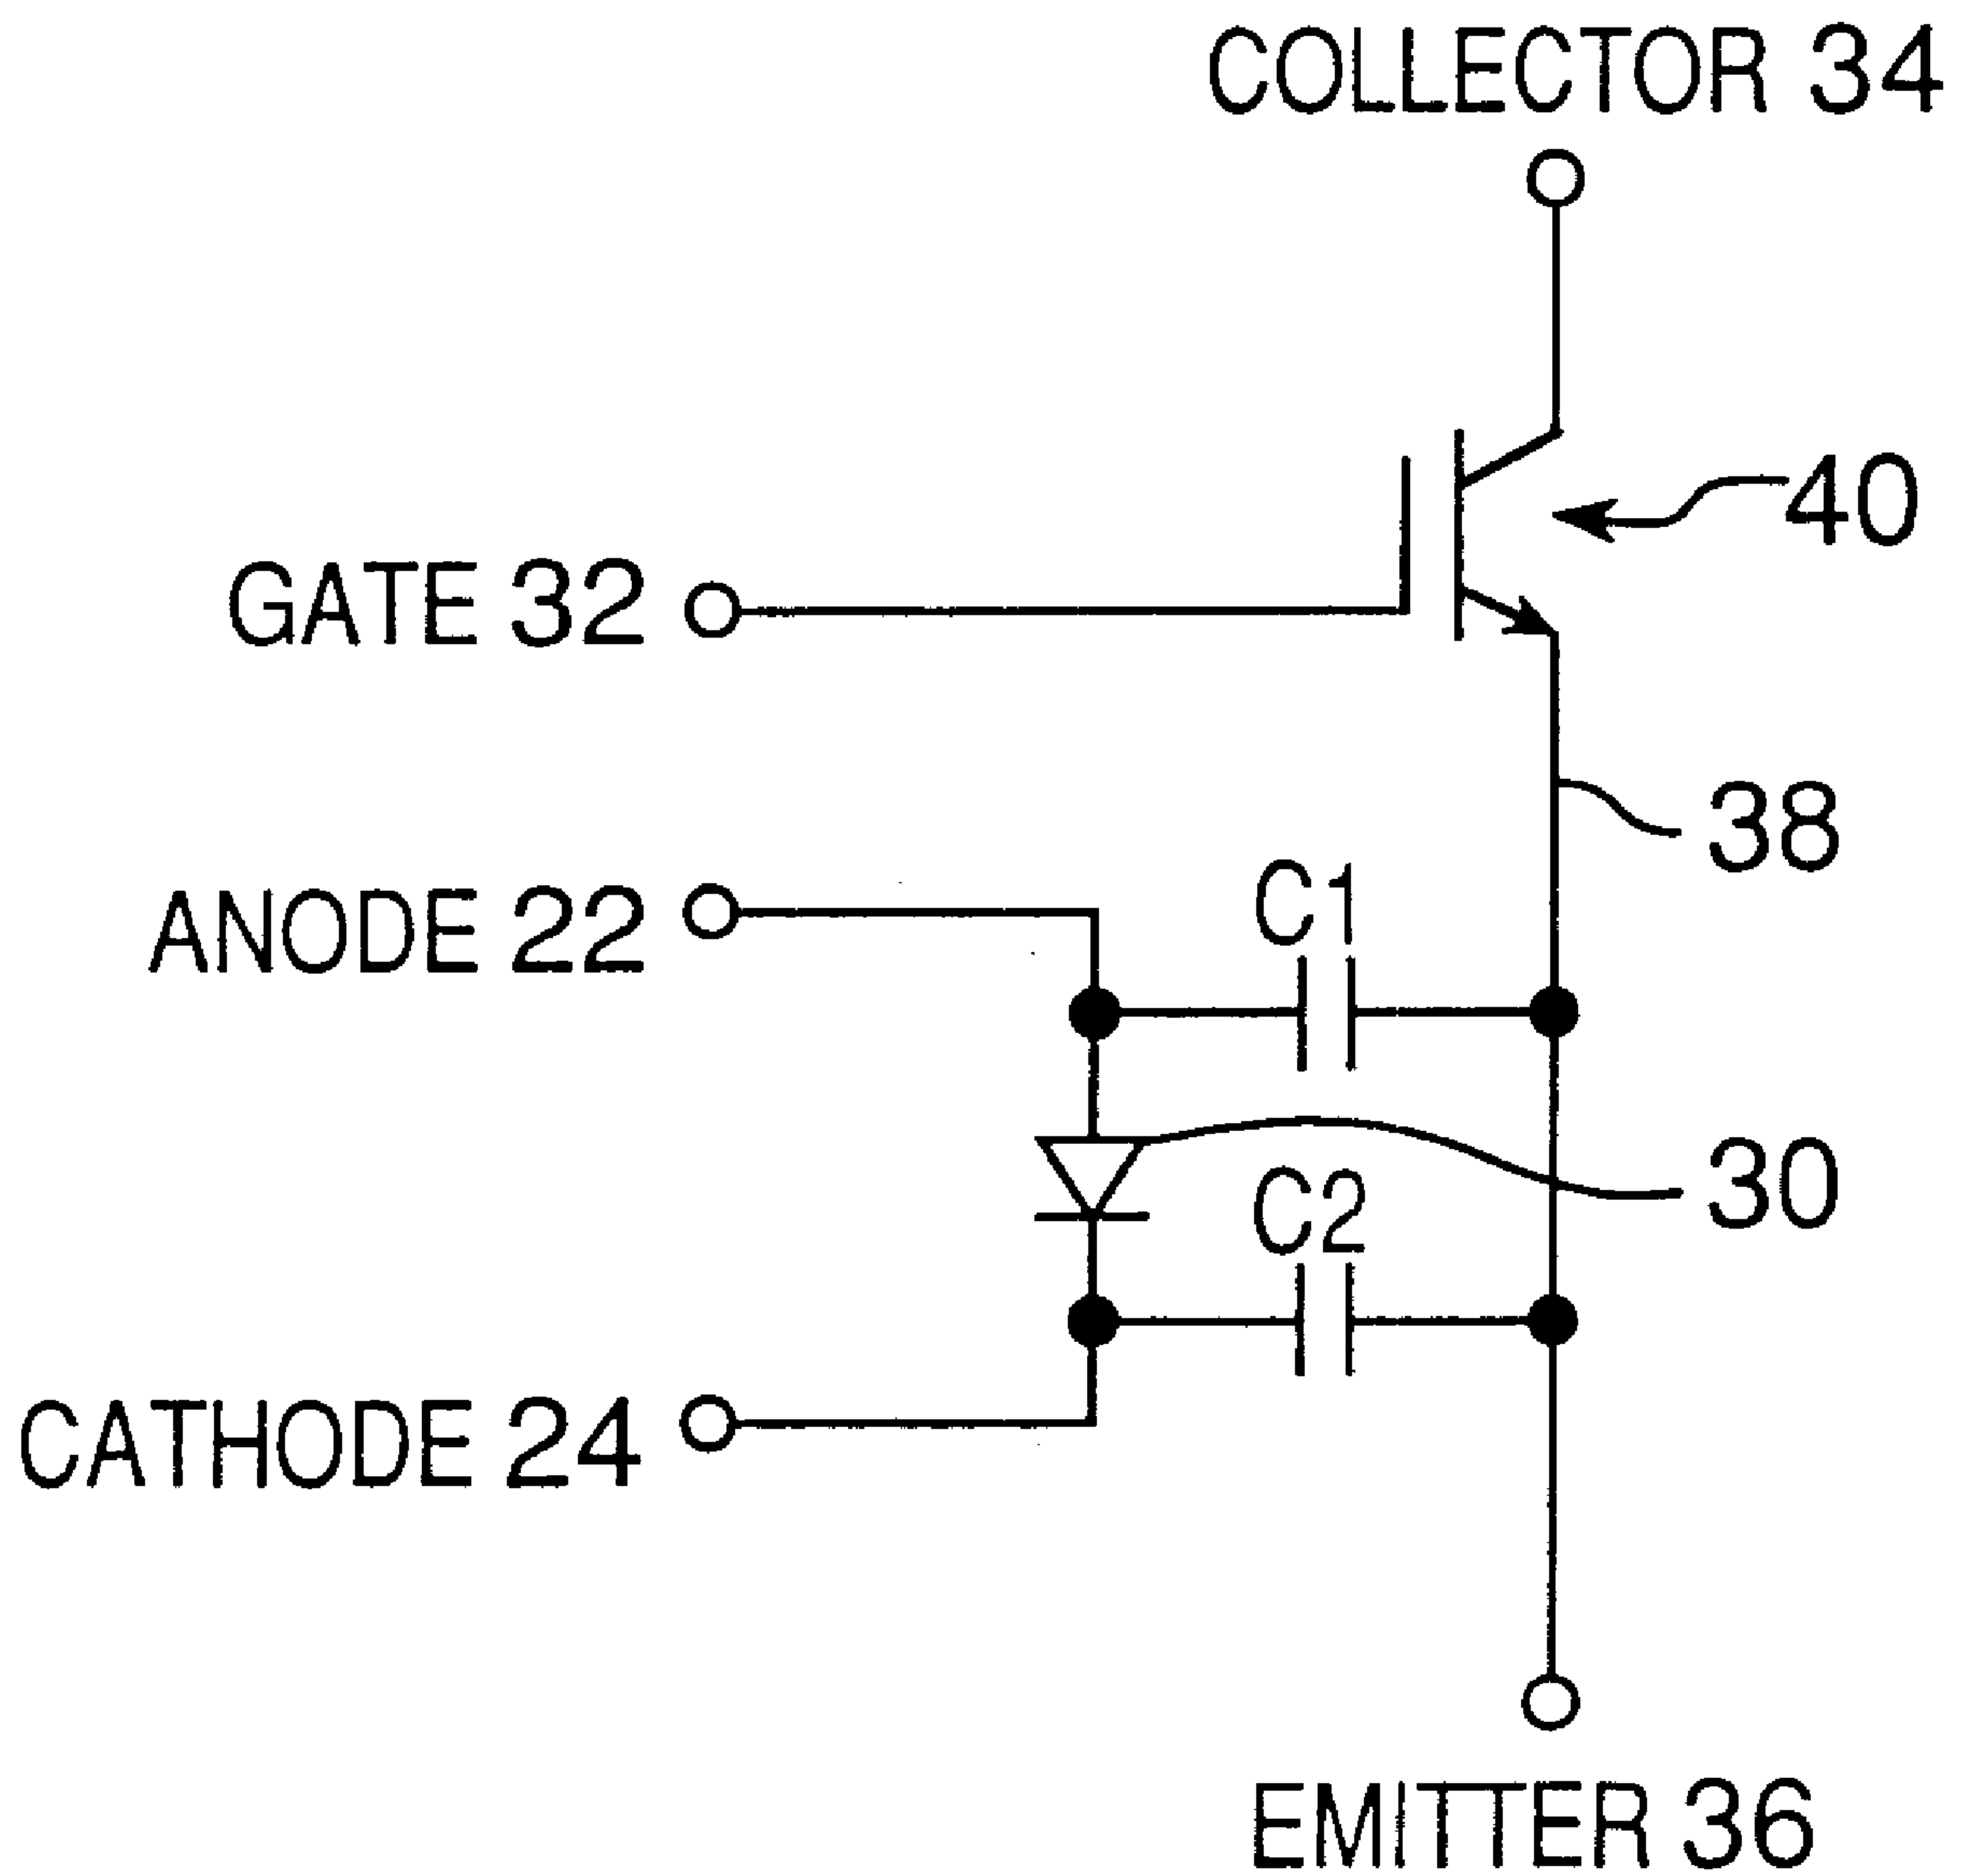 COLLECTOR 34
40
GATE 32
38
C1
ANODE 22
30
C2
CATHODE 24
EMITTER 36